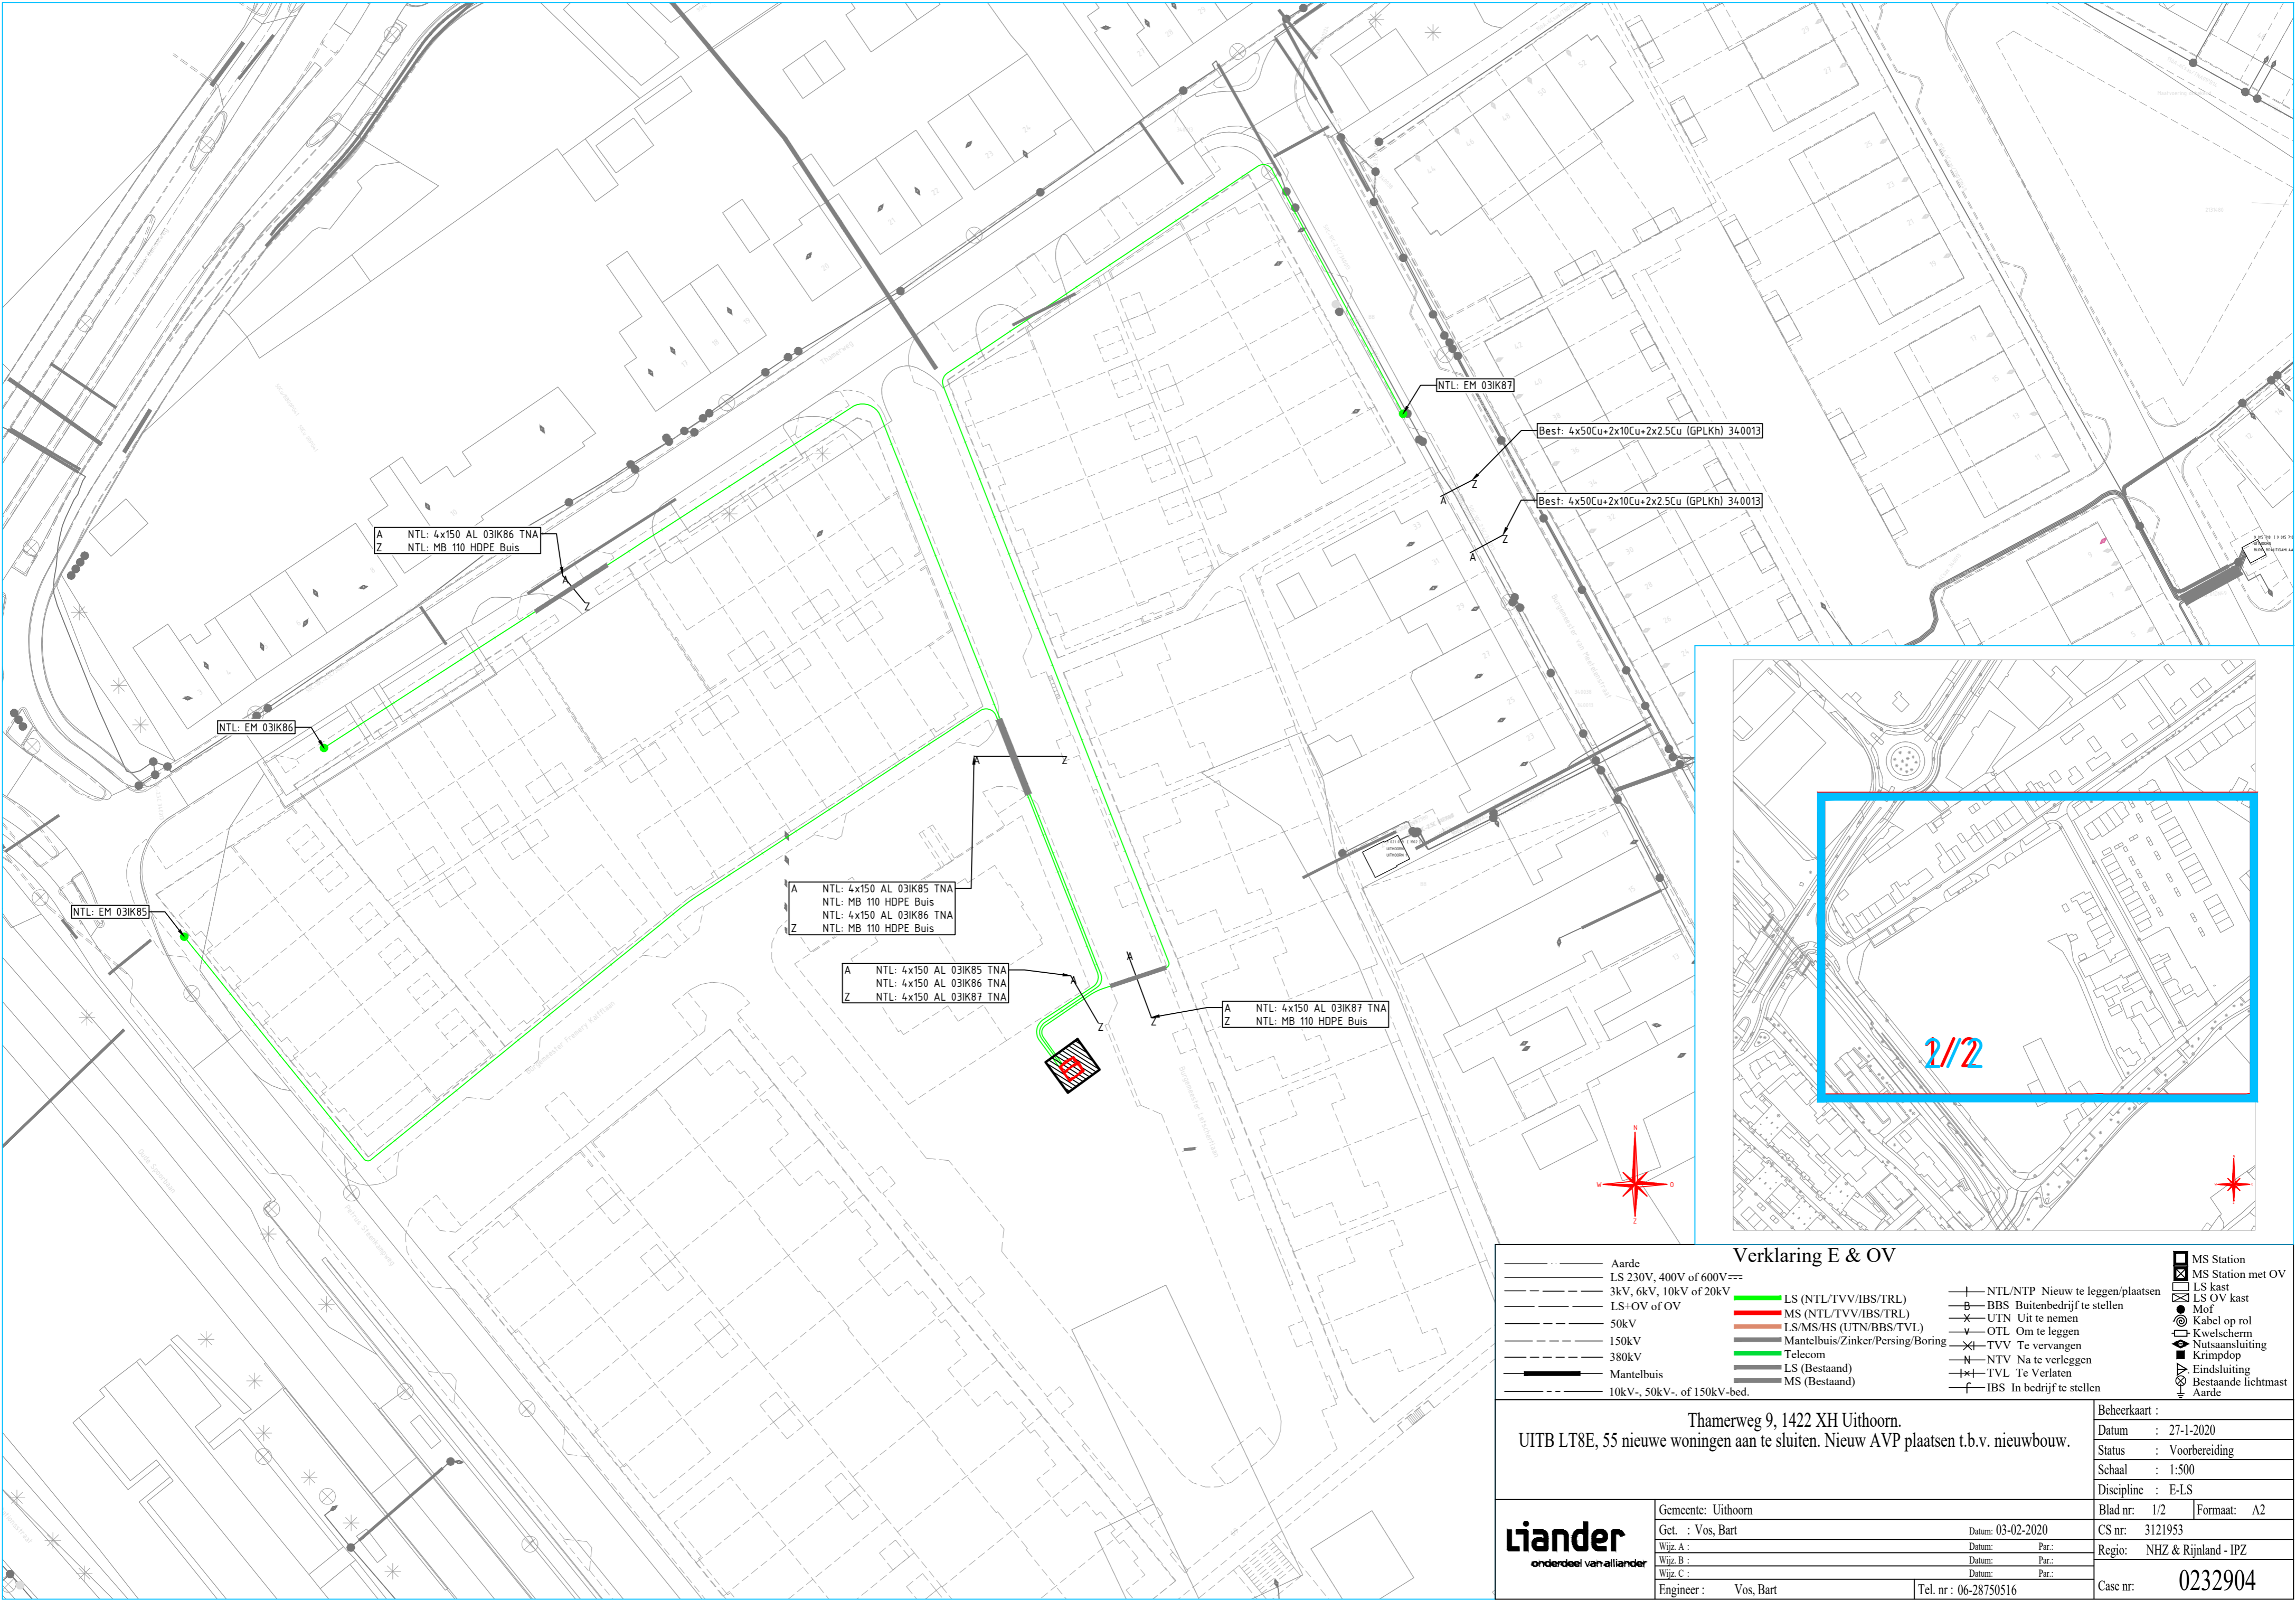 NTL: EM 03IK87
Best: 4x50Cu+2x10Cu+2x2.5Cu (GPLKh) 340013
A
Z
Best: 4x50Cu+2x10Cu+2x2.5Cu (GPLKh) 340013
A
Z
A NTL: 4x150 AL 03IK86 TNA
Z NTL: MB 110 HDPE Buis
A
Z
Thamerweg
NTL: EM 03IK86
A
Z
NTL: EM 03IK85
A NTL: 4x150 AL 03IK85 TNA
NTL: MB 110 HDPE Buis
NTL: 4x150 AL 03IK86 TNA
Z NTL: MB 110 HDPE Buis
A NTL: 4x150 AL 03IK85 TNA
NTL: 4x150 AL 03IK86 TNA
Z NTL: 4x150 AL 03IK87 TNA
A
Z
A
Z
A NTL: 4x150 AL 03IK87 TNA
Z NTL: MB 110 HDPE Buis
N
W
O
Z
Verklaring E & OV
Aarde
LS 230V, 400V of 600V
3kV, 6kV, 10kV of 20kV
LS+OV of OV
50kV
150kV
380kV
Mantelbuis
10kV-, 50kV-. of 150kV-bed.
LS (NTL/TVV/IBS/TRL)
MS (NTL/TVV/IBS/TRL)
LS/MS/HS (UTN/BBS/TVL)
Mantelbuis/Zinker/Persing/Boring
Telecom
LS (Bestaand)
MS (Bestaand)
NTL/NTP Nieuw te leggen/plaatsen
B BBS Buitenbedrijf te stellen
X UTN Uit te nemen
v OTL Om te leggen
TVV Te vervangen
N NTV Na te verleggen
TVL Te Verlaten
IBS In bedrijf te stellen
MS Station
MS Station met OV
LS kast
LS OV kast
Mof
Kabel op rol
Kwelscherm
Nutsaansluiting
Krimpdop
Eindsluiting
Bestaande lichtmast
Aarde
Thamerweg 9, 1422 XH Uithoorn.
UITB LT8E, 55 nieuwe woningen aan te sluiten. Nieuw AVP plaatsen t.b.v. nieuwbouw.
Beheerkaart :
Datum : 27-1-2020
Status : Voorbereiding
Schaal : 1:500
Discipline : E-LS
Blad nr: 1/2 Formaat: A2
CS nr: 3121953
Regio: NHZ & Rijnland - IPZ
Case nr: 0232904
Liander
onderdeel van alliander
Gemeente: Uithoorn
Get. : Vos, Bart Datum: 03-02-2020
Wijz. A : Datum: Par.:
Wijz. B : Datum: Par.:
Wijz. C : Datum: Par.:
Engineer : Vos, Bart Tel. nr : 06-28750516